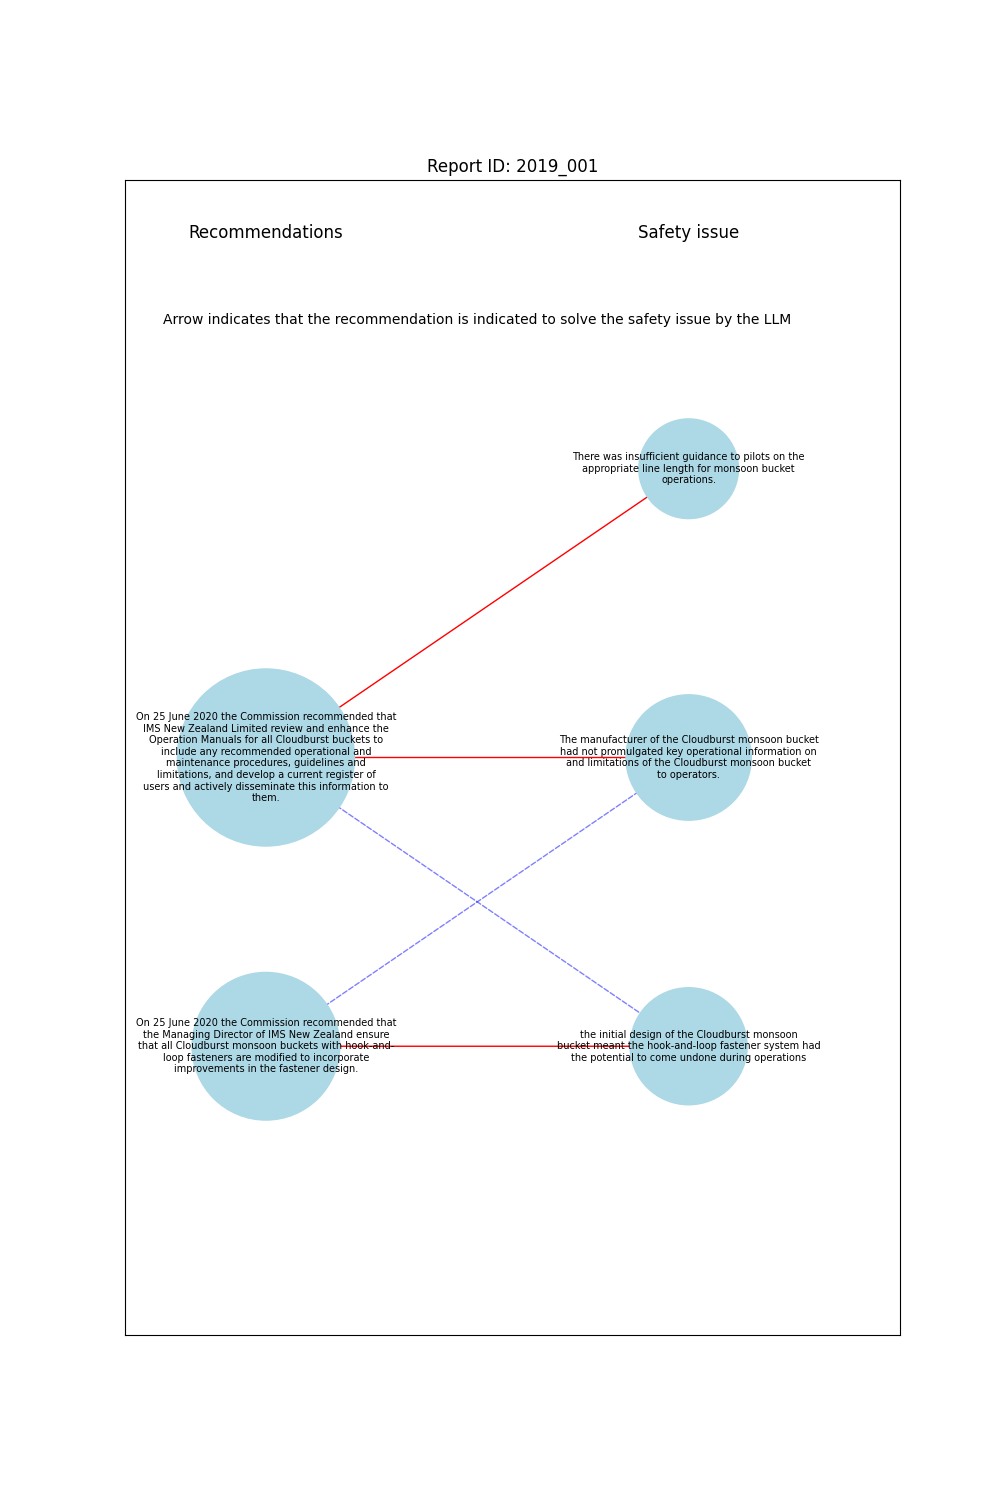 Report ID: 2019_001
Recommendations
Safety issue
Arrow indicates that the recommendation is indicated to solve the safety issue by the LLM
There was insufficient guidance to pilots on the
appropriate line length for monsoon bucket
operations.
On 25 June 2020 the Commission recommended that
IMS New Zealand Limited review and enhance the
Operation Manuals for all Cloudburst buckets to
include any recommended operational and
maintenance procedures, guidelines and
limitations, and develop a current register of
users and actively disseminate this information to
them.
The manufacturer of the Cloudburst monsoon bucket
had not promulgated key operational information on
and limitations of the Cloudburst monsoon bucket
to operators.
On 25 June 2020 the Commission recommended that
the Managing Director of IMS New Zealand ensure
that all Cloudburst monsoon buckets with hook-and-
loop fasteners are modified to incorporate
improvements in the fastener design.
the initial design of the Cloudburst monsoon
bucket meant the hook-and-loop fastener system had
the potential to come undone during operations